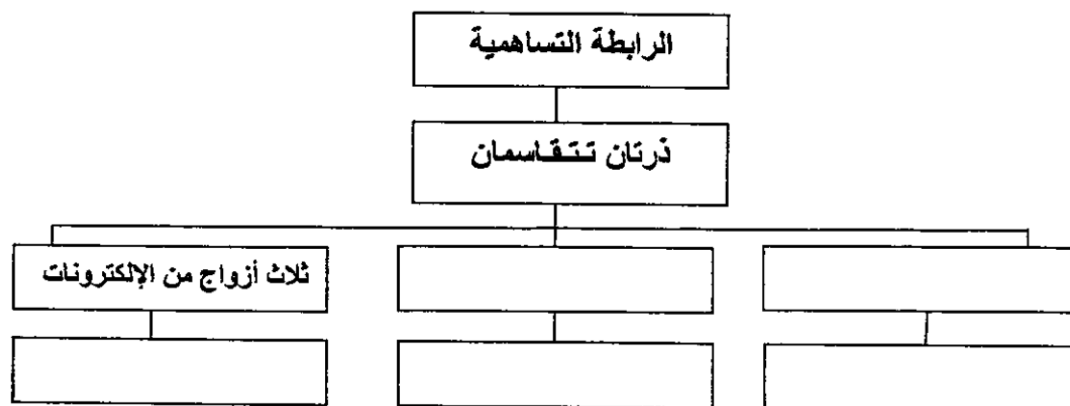 الرابطة التساهمية
ذرتان تتقاسمان
ثلاث أزواج من الإلكترونات